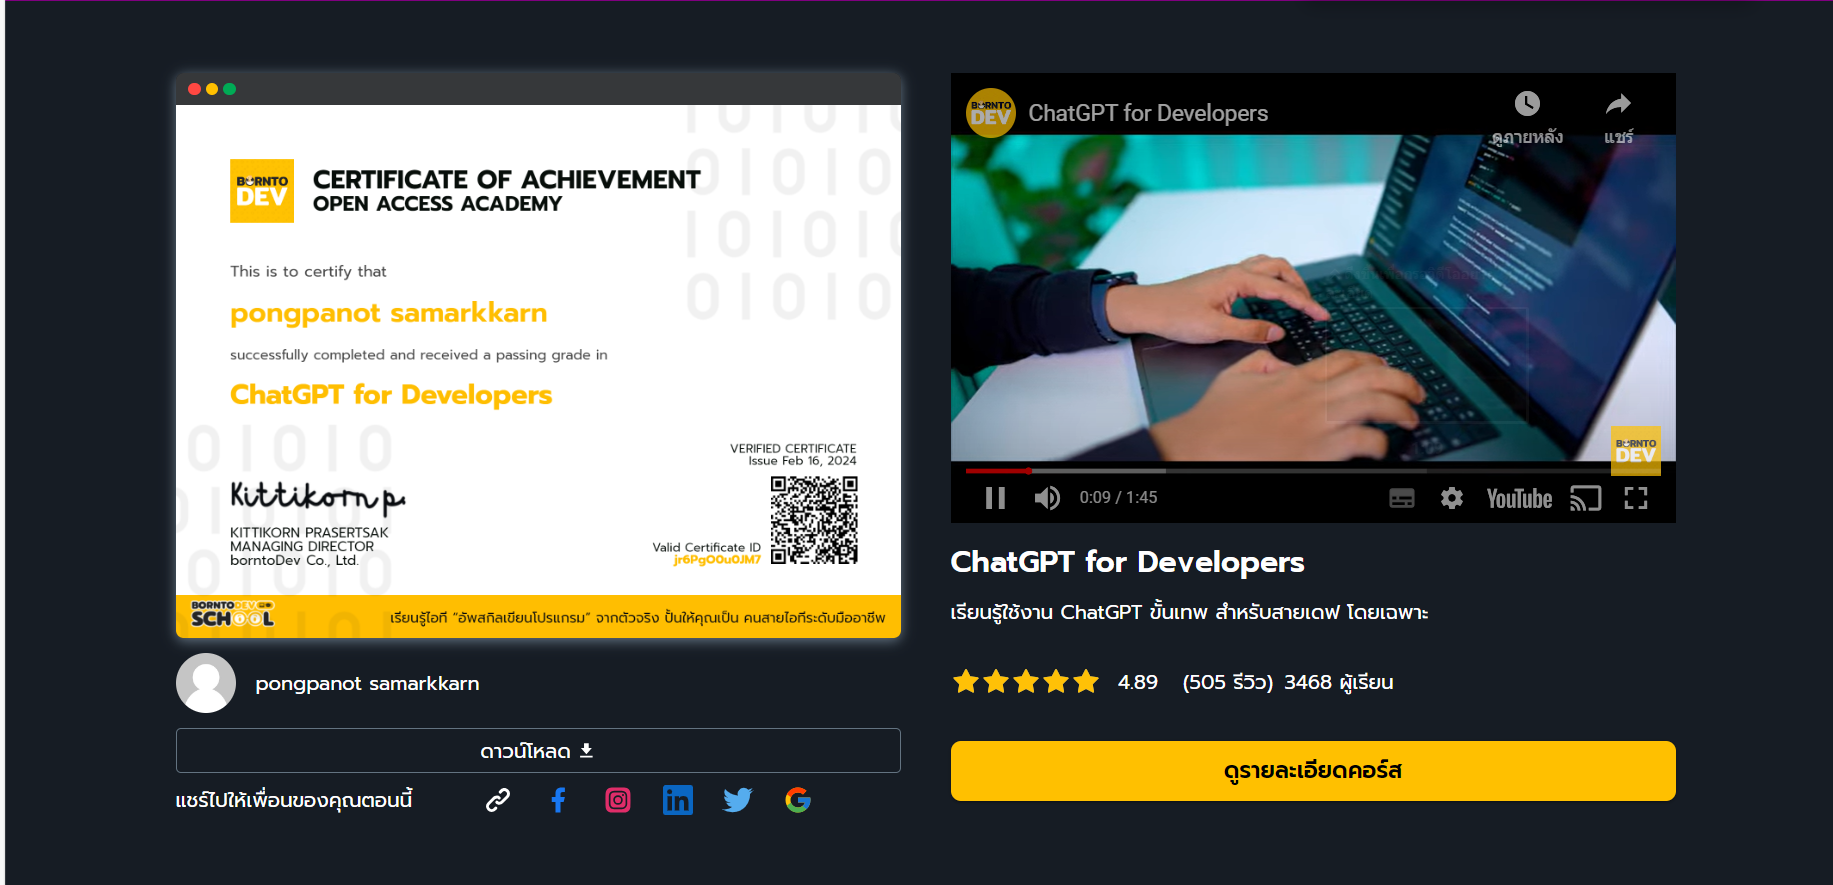 BORNTO
DEV
CERTIFICATE OF ACHIEVEMENT
OPEN ACCESS ACADEMY
This is to certify that
pongpanot samarkkarn
successfully completed and received a passing grade in
ChatGPT for Developers
VERIFIED CERTIFICATE
Issue Feb 16, 2024
Kittikorn p.
KITTIKORN PRASERTSAK
MANAGING DIRECTOR
borntoDev Co., Ltd.
Valid Certificate ID
jr6PgOOu0JM7
BORNTODEV
SCHOOL
เรียนรู้ไอที “อัพสกิลเขียนโปรแกรม” จากตัวจริง ปั้นให้คุณเป็น คนสายไอทีระดับมืออาชีพ
pongpanot samarkkarn
ดาวน์โหลด
แชร์ไปให้เพื่อนของคุณตอนนี้
BORNTO
DEV
ChatGPT for Developers
ดูภายหลัง
แชร์
BORNTO
DEV
0:09 / 1:45
YouTube
ChatGPT for Developers
เรียนรู้ใช้งาน ChatGPT ขั้นเทพ สำหรับสายเดฟ โดยเฉพาะ
4.89 (505 รีวิว) 3468 ผู้เรียน
ดูรายละเอียดคอร์ส